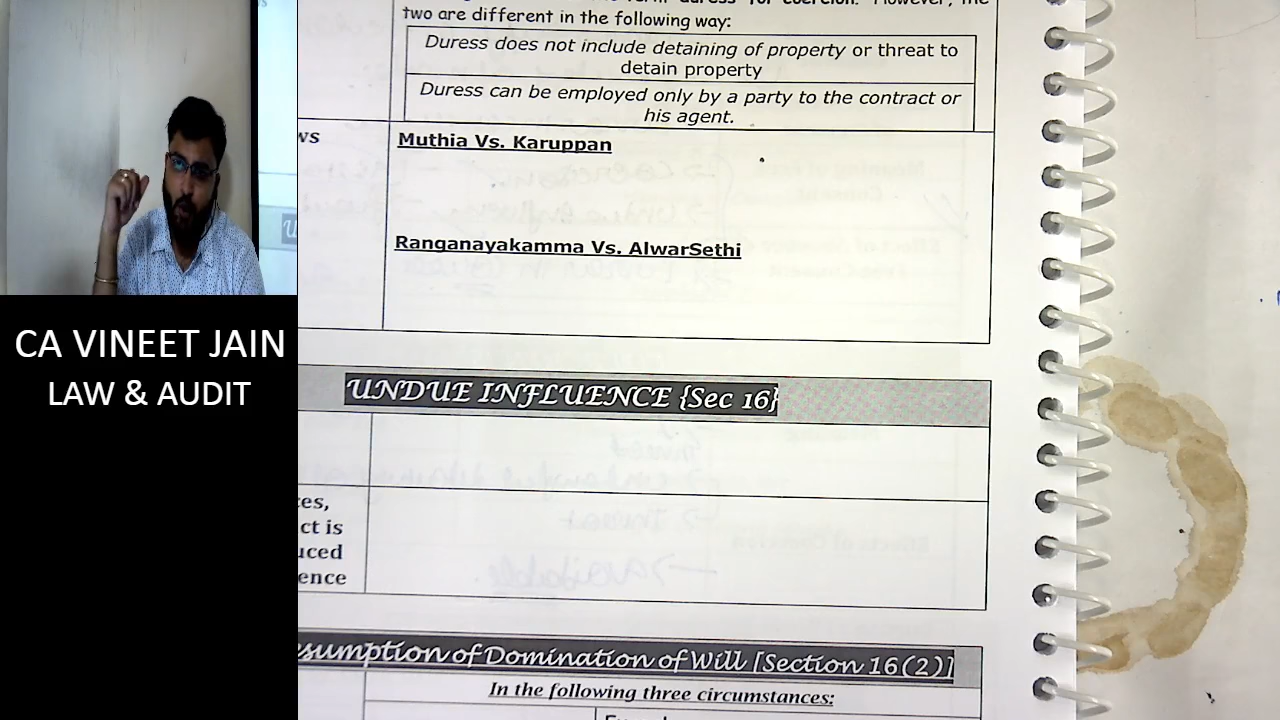 two are different in the following way:
Duress does not include detaining of property or threat to
detain property
Duress can be employed only by a party to the contract or
his agent.
Muthia Vs. Karuppan
Ranganayakamma Vs. AlwarSethi
CA VINEET JAIN
LAW & AUDIT
UNDUE INFLUENCE {Sec 16}
ct is
uced
ence
sumption of Domination of Will [Section 16(2)]
In the following three circumstances: